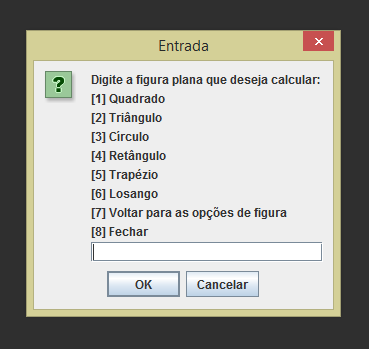 Entrada
Digite a figura plana que deseja calcular:
[1] Quadrado
[2] Triângulo
[3] Círculo
[4] Retângulo
[5] Trapézio
[6] Losango
[7] Voltar para as opções de figura
[8] Fechar
OK Cancelar